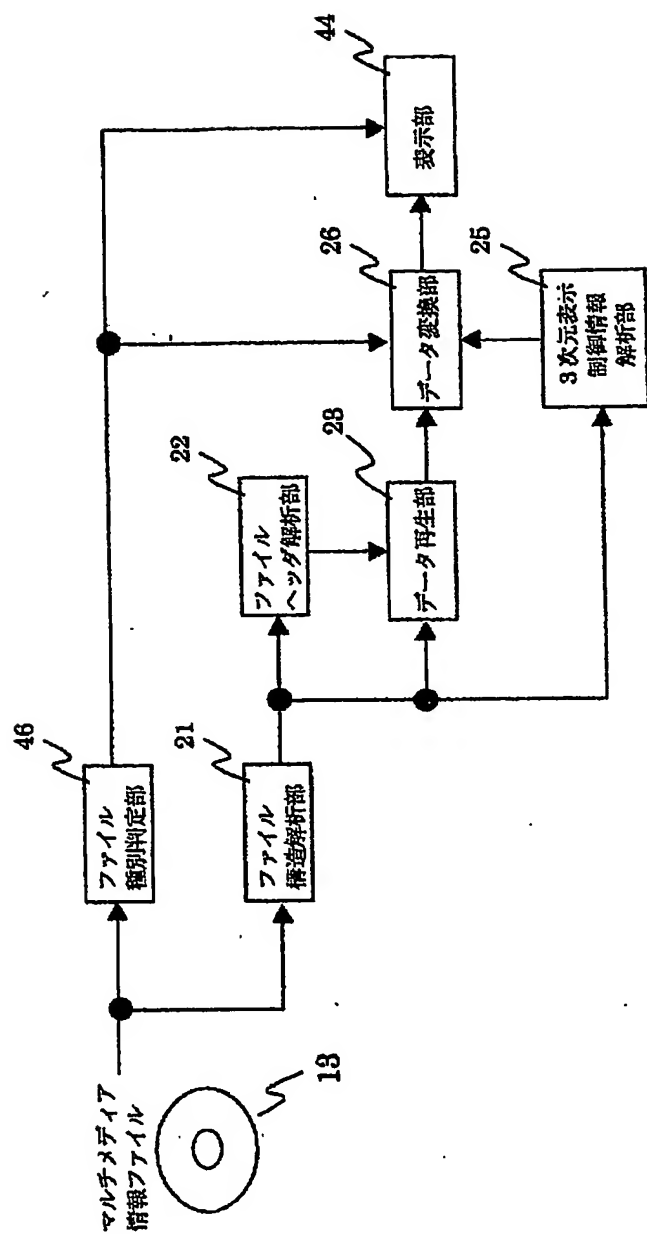 マルチメディア
情報ファイル
13
46
ファイル
種別判定部
21
ファイル
構造解析部
22
ファイル
ヘッダ解析部
23
データ再生部
26
データ変換部
25
3次元表示
制御情報
解析部
44
表示部